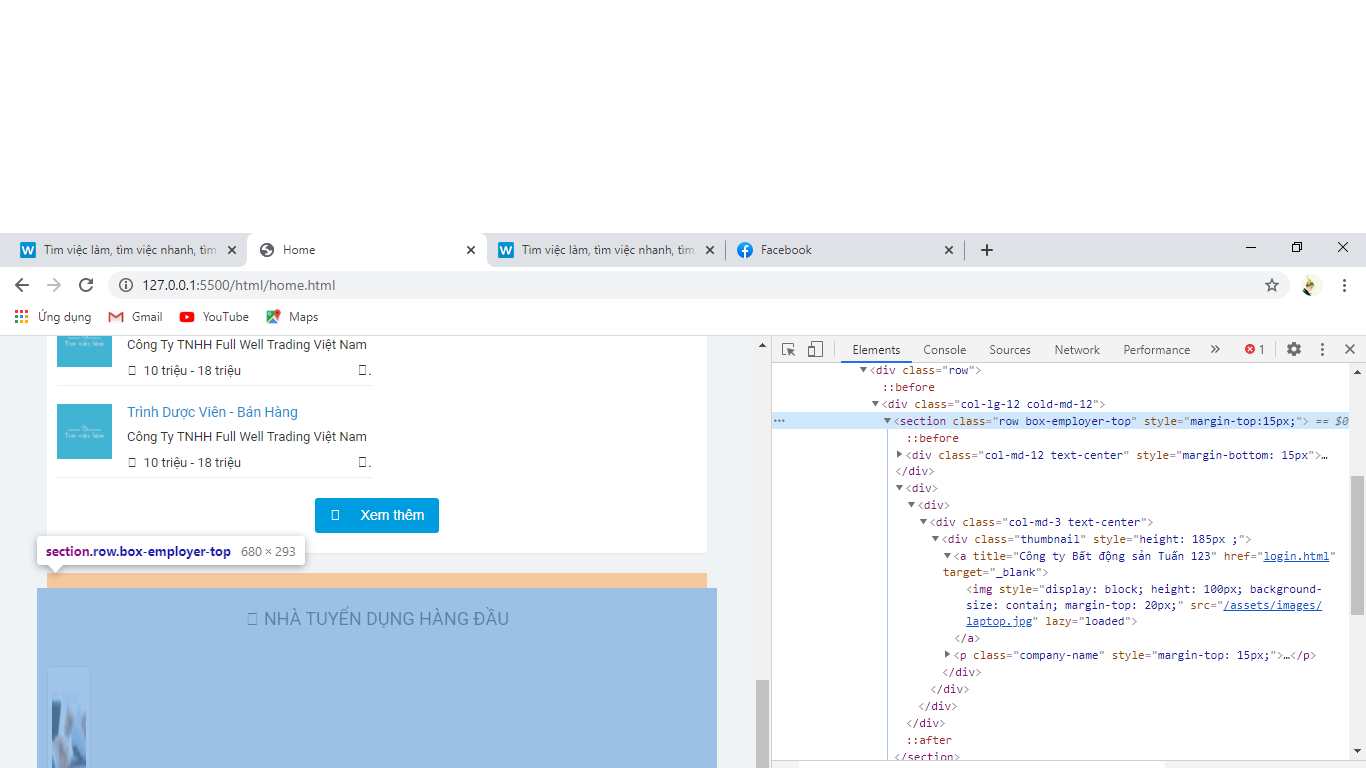 Tìm việc làm, tìm việc nhanh, tìm
Home
Tìm việc làm, tìm việc nhanh, tìm
Facebook
127.0.0.1:5500/html/home.html
Ứng dụng
Gmail
YouTube
Maps
Tìm việc làm
Công Ty TNHH Full Well Trading Việt Nam
10 triệu - 18 triệu
.
Tìm việc làm
Trình Dược Viên - Bán Hàng
Công Ty TNHH Full Well Trading Việt Nam
10 triệu - 18 triệu
.
Xem thêm
section.row.box-employer-top 680 × 293
NHÀ TUYỂN DỤNG HÀNG ĐẦU
Elements Console Sources Network Performance » 1
<div class="row">
::before
<div class="col-lg-12 cold-md-12">
<section class="row box-employer-top" style="margin-top:15px;"> == $0
::before
<div class="col-md-12 text-center" style="margin-bottom: 15px">…
</div>
<div>
<div>
<div class="col-md-3 text-center">
<div class="thumbnail" style="height: 185px ;">
<a title="Công ty Bất động sản Tuấn 123" href="login.html"
target="_blank">
<img style="display: block; height: 100px; background-
size: contain; margin-top: 20px;" src="/assets/images/
laptop.jpg" lazy="loaded">
</a>
<p class="company-name" style="margin-top: 15px;">…</p>
</div>
</div>
</div>
</div>
::after
</section>